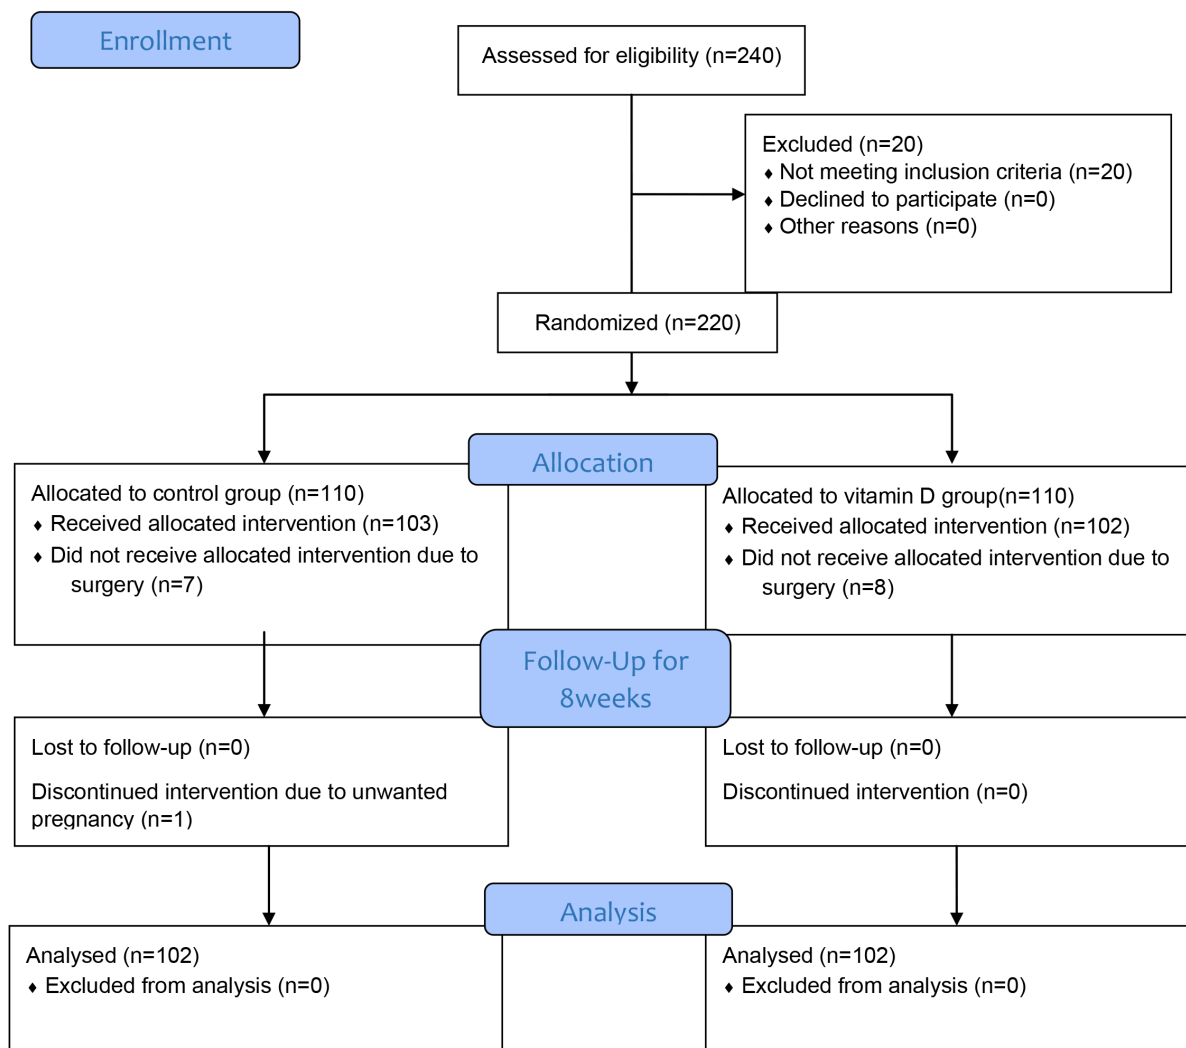 Enrollment
Assessed for eligibility (n=240)
Excluded (n=20)
♦ Not meeting inclusion criteria (n=20)
♦ Declined to participate (n=0)
♦ Other reasons (n=0)
Randomized (n=220)
Allocation
Allocated to control group (n=110)
♦ Received allocated intervention (n=103)
♦ Did not receive allocated intervention due to
surgery (n=7)
Allocated to vitamin D group(n=110)
♦ Received allocated intervention (n=102)
♦ Did not receive allocated intervention due to
surgery (n=8)
Follow-Up for
8weeks
Lost to follow-up (n=0)
Discontinued intervention due to unwanted
pregnancy (n=1)
Lost to follow-up (n=0)
Discontinued intervention (n=0)
Analysis
Analysed (n=102)
♦ Excluded from analysis (n=0)
Analysed (n=102)
♦ Excluded from analysis (n=0)